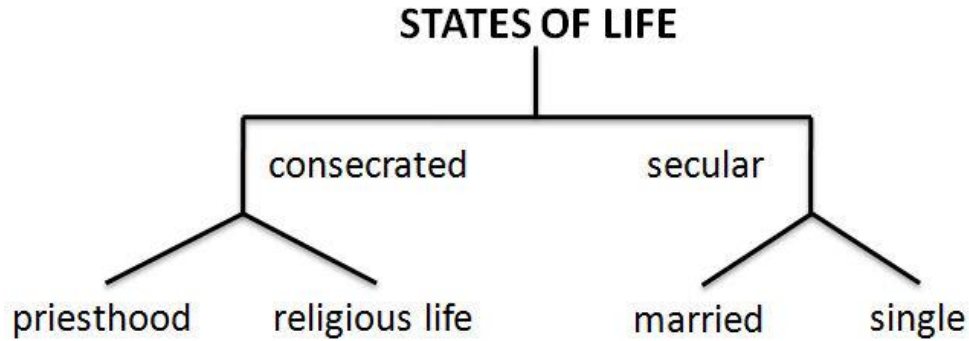 STATES OF LIFE
consecrated secular
priesthood religious life married single